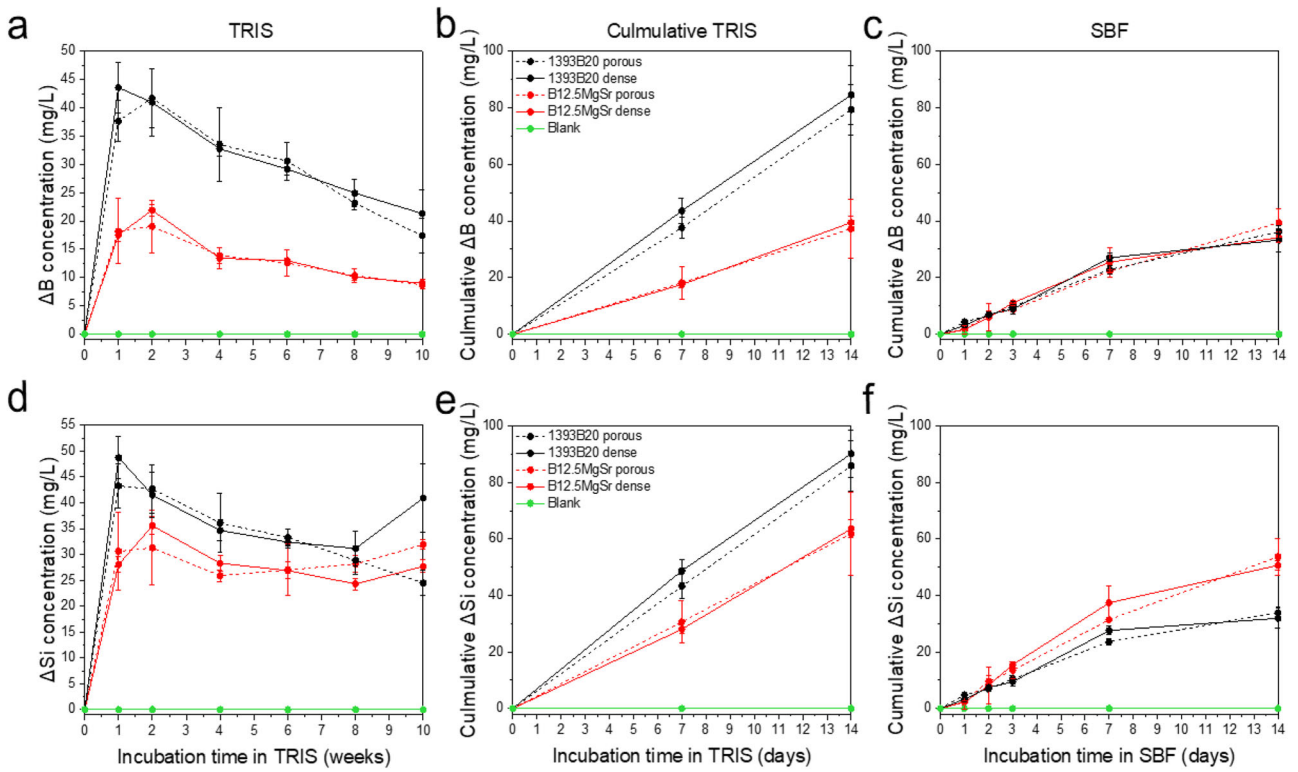 a
TRIS
ΔB concentration (mg/L)
50
45
40
35
30
25
20
15
10
5
0
0 1 2 4 6 8 10
b
Culmulative TRIS
Culmulative ΔB concentration (mg/L)
100
80
60
40
20
0
1393B20 porous
1393B20 dense
B12.5MgSr porous
B12.5MgSr dense
Blank
0 1 2 3 4 5 6 7 8 9 10 11 12 13 14
c
SBF
Cumulative ΔB concentration (mg/L)
100
80
60
40
20
0
0 1 2 3 4 5 6 7 8 9 10 11 12 13 14
d
ΔSi concentration (mg/L)
55
50
45
40
35
30
25
20
15
10
5
0
0 1 2 4 6 8 10
Incubation time in TRIS (weeks)
e
Culmulative ΔSi concentration (mg/L)
100
80
60
40
20
0
1393B20 porous
1393B20 dense
B12.5MgSr porous
B12.5MgSr dense
Blank
0 1 2 3 4 5 6 7 8 9 10 11 12 13 14
Incubation time in TRIS (days)
f
Cumulative ΔSi concentration (mg/L)
100
80
60
40
20
0
0 1 2 3 4 5 6 7 8 9 10 11 12 13 14
Incubation time in SBF (days)